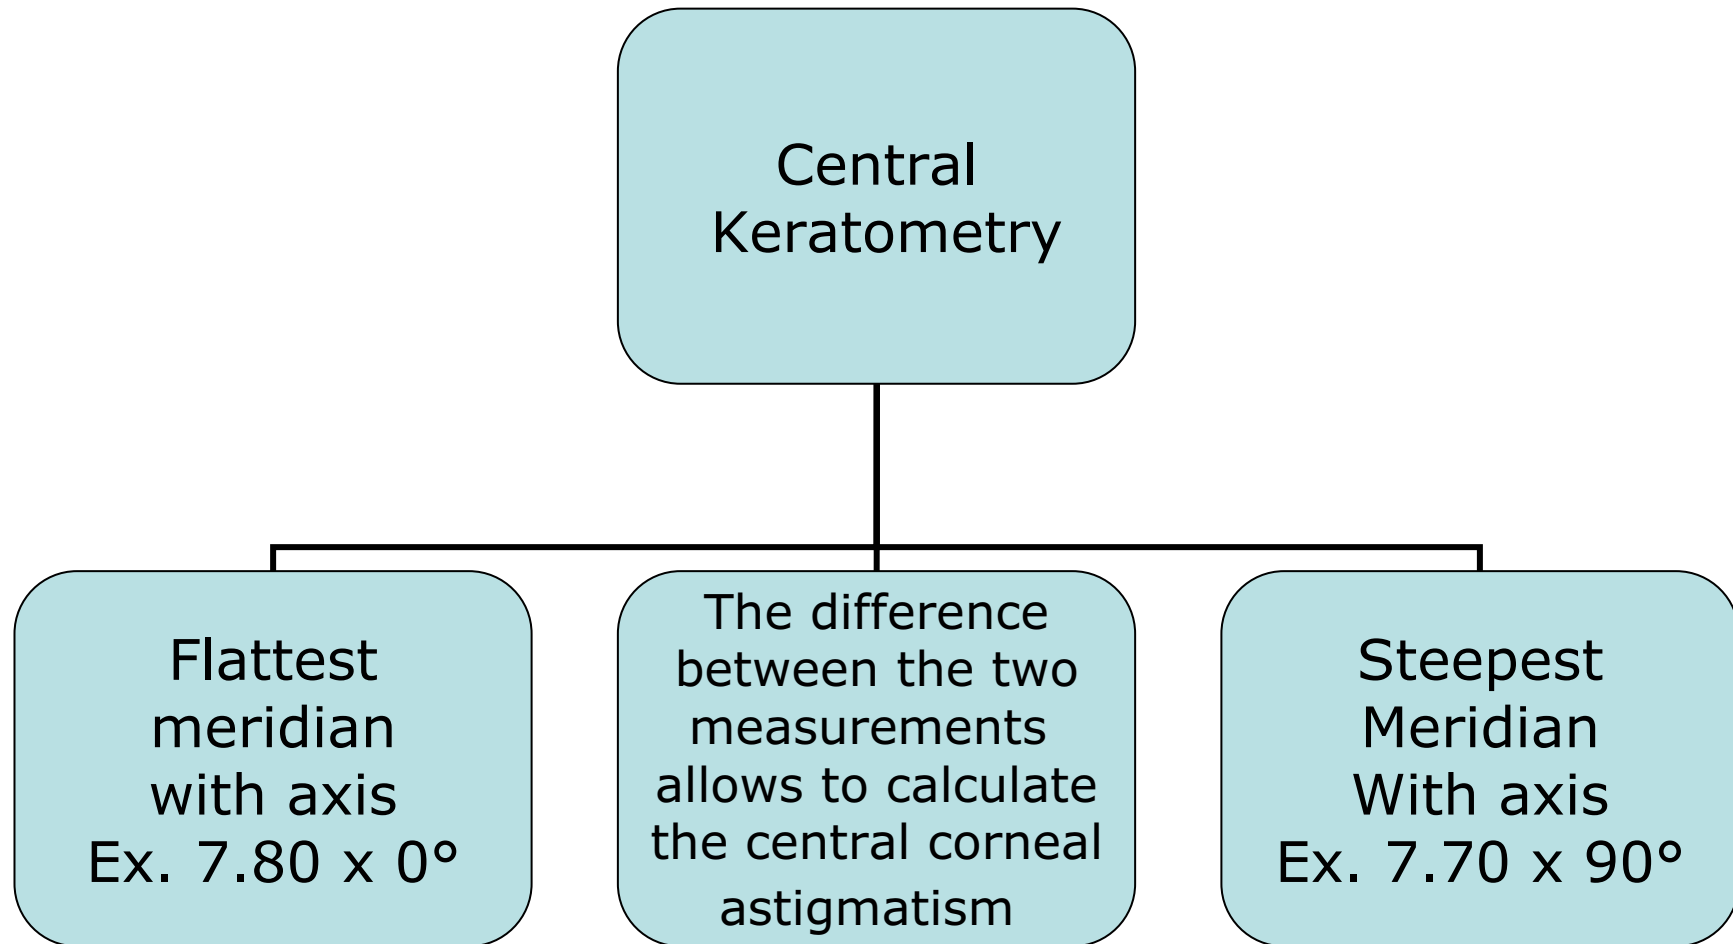 Central
Keratometry
Flattest
meridian
with axis
Ex. 7.80 x 0°
The difference
between the two
measurements
allows to calculate
the central corneal
astigmatism
Steepest
Meridian
With axis
Ex. 7.70 x 90°